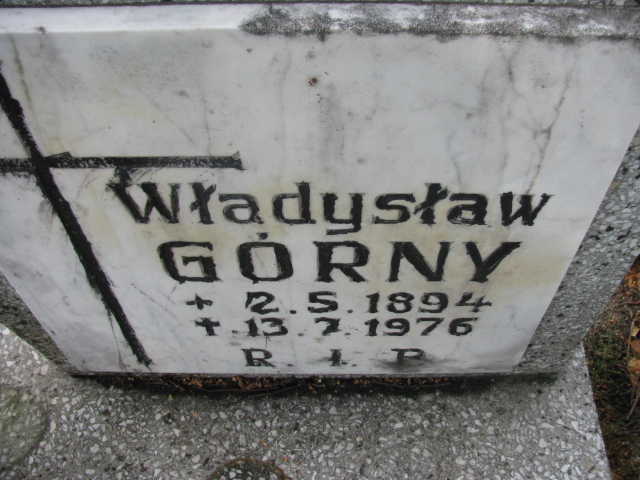 Władysław
GÓRNY
+ 2.5.1894
+ 13.7.1976
R.I.P